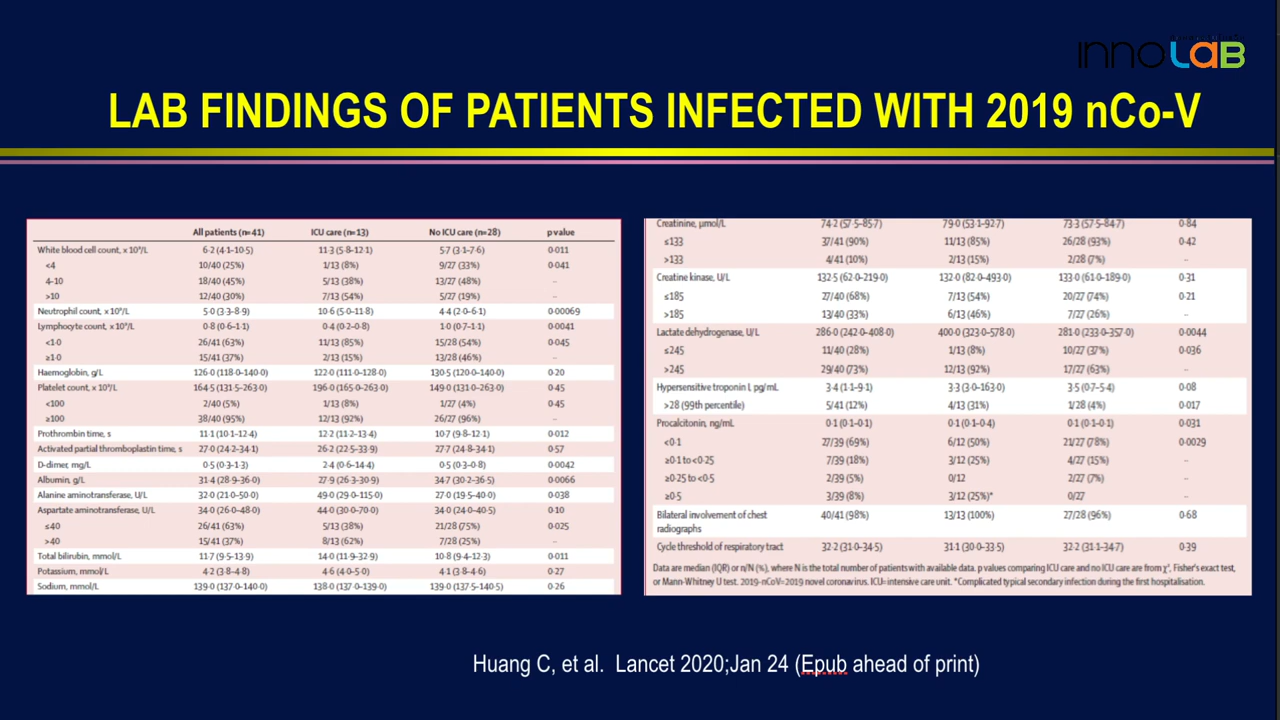 innoLaB
LAB FINDINGS OF PATIENTS INFECTED WITH 2019 nCo-V
All patients (n=41) ICU care (n=13) No ICU care (n=28) p value
White blood cell count, x 10⁹/L 6·2 (4·1–10·5) 11·3 (5·8–12·1) 5·7 (3·1–7·6) 0·011
<4 10/40 (25%) 1/13 (8%) 9/27 (33%) 0·041
4–10 18/40 (45%) 5/13 (38%) 13/27 (48%) ··
>10 12/40 (30%) 7/13 (54%) 5/27 (19%) ··
Neutrophil count, x 10⁹/L 5·0 (3·3–8·9) 10·6 (5·0–11·8) 4·4 (2·0–6·1) 0·00069
Lymphocyte count, x 10⁹/L 0·8 (0·6–1·1) 0·4 (0·2–0·8) 1·0 (0·7–1·1) 0·0041
<1·0 26/41 (63%) 11/13 (85%) 15/28 (54%) 0·045
≥1·0 15/41 (37%) 2/13 (15%) 13/28 (46%) ··
Haemoglobin, g/L 126·0 (118·0–140·0) 122·0 (111·0–128·0) 130·5 (120·0–140·0) 0·20
Platelet count, x 10⁹/L 164·5 (131·5–263·0) 196·0 (165·0–263·0) 149·0 (131·0–263·0) 0·45
<100 2/40 (5%) 1/13 (8%) 1/27 (4%) 0·45
≥100 38/40 (95%) 12/13 (92%) 26/27 (96%) ··
Prothrombin time, s 11·1 (10·1–12·4) 12·2 (11·2–13·4) 10·7 (9·8–12·1) 0·012
Activated partial thromboplastin time, s 27·0 (24·2–34·1) 26·2 (22·5–33·9) 27·7 (24·8–34·1) 0·57
D-dimer, mg/L 0·5 (0·3–1·3) 2·4 (0·6–14·4) 0·5 (0·3–0·8) 0·0042
Albumin, g/L 31·4 (28·9–36·0) 27·9 (26·3–30·9) 34·7 (30·2–36·5) 0·0066
Alanine aminotransferase, U/L 32·0 (21·0–50·0) 49·0 (29·0–115·0) 27·0 (19·5–40·0) 0·038
Aspartate aminotransferase, U/L 34·0 (26·0–48·0) 44·0 (30·0–70·0) 34·0 (24·0–40·5) 0·10
≤40 26/41 (63%) 5/13 (38%) 21/28 (75%) 0·025
>40 15/41 (37%) 8/13 (62%) 7/28 (25%) ··
Total bilirubin, mmol/L 11·7 (9·5–13·9) 14·0 (11·9–32·9) 10·8 (9·4–12·3) 0·011
Potassium, mmol/L 4·2 (3·8–4·8) 4·6 (4·0–5·0) 4·1 (3·8–4·6) 0·27
Sodium, mmol/L 139·0 (137·0–140·0) 138·0 (137·0–139·0) 139·0 (137·5–140·5) 0·26
Creatinine, μmol/L 74·2 (57·5–85·7) 79·0 (53·1–92·7) 73·3 (57·5–84·7) 0·84
≤133 37/41 (90%) 11/13 (85%) 26/28 (93%) 0·42
>133 4/41 (10%) 2/13 (15%) 2/28 (7%) ··
Creatine kinase, U/L 132·5 (62·0–219·0) 132·0 (82·0–493·0) 133·0 (61·0–189·0) 0·31
≤185 27/40 (68%) 7/13 (54%) 20/27 (74%) 0·21
>185 13/40 (33%) 6/13 (46%) 7/27 (26%) ··
Lactate dehydrogenase, U/L 286·0 (242·0–408·0) 400·0 (323·0–578·0) 281·0 (233·0–357·0) 0·0044
≤245 11/40 (28%) 1/13 (8%) 10/27 (37%) 0·036
>245 29/40 (73%) 12/13 (92%) 17/27 (63%) ··
Hypersensitive troponin I, pg/mL 3·4 (1·1–9·1) 3·3 (3·0–163·0) 3·5 (0·7–5·4) 0·08
>28 (99th percentile) 5/41 (12%) 4/13 (31%) 1/28 (4%) 0·017
Procalcitonin, ng/mL 0·1 (0·1–0·1) 0·1 (0·1–0·4) 0·1 (0·1–0·1) 0·031
<0·1 27/39 (69%) 6/12 (50%) 21/27 (78%) 0·0029
≥0·1 to <0·25 7/39 (18%) 3/12 (25%) 4/27 (15%) ··
≥0·25 to <0·5 2/39 (5%) 0/12 2/27 (7%) ··
≥0·5 3/39 (8%) 3/12 (25%)* 0/27 ··
Bilateral involvement of chest 40/41 (98%) 13/13 (100%) 27/28 (96%) 0·68
radiographs
Cycle threshold of respiratory tract 32·2 (31·0–34·5) 31·1 (30·0–33·5) 32·2 (31·1–34·7) 0·39
Data are median (IQR) or n/N (%), where N is the total number of patients with available data. p values comparing ICU care and no ICU care are from χ², Fisher's exact test,
or Mann-Whitney U test. 2019-nCoV=2019 novel coronavirus. ICU=intensive care unit. *Complicated typical secondary infection during the first hospitalisation.
Huang C, et al. Lancet 2020;Jan 24 (Epub ahead of print)